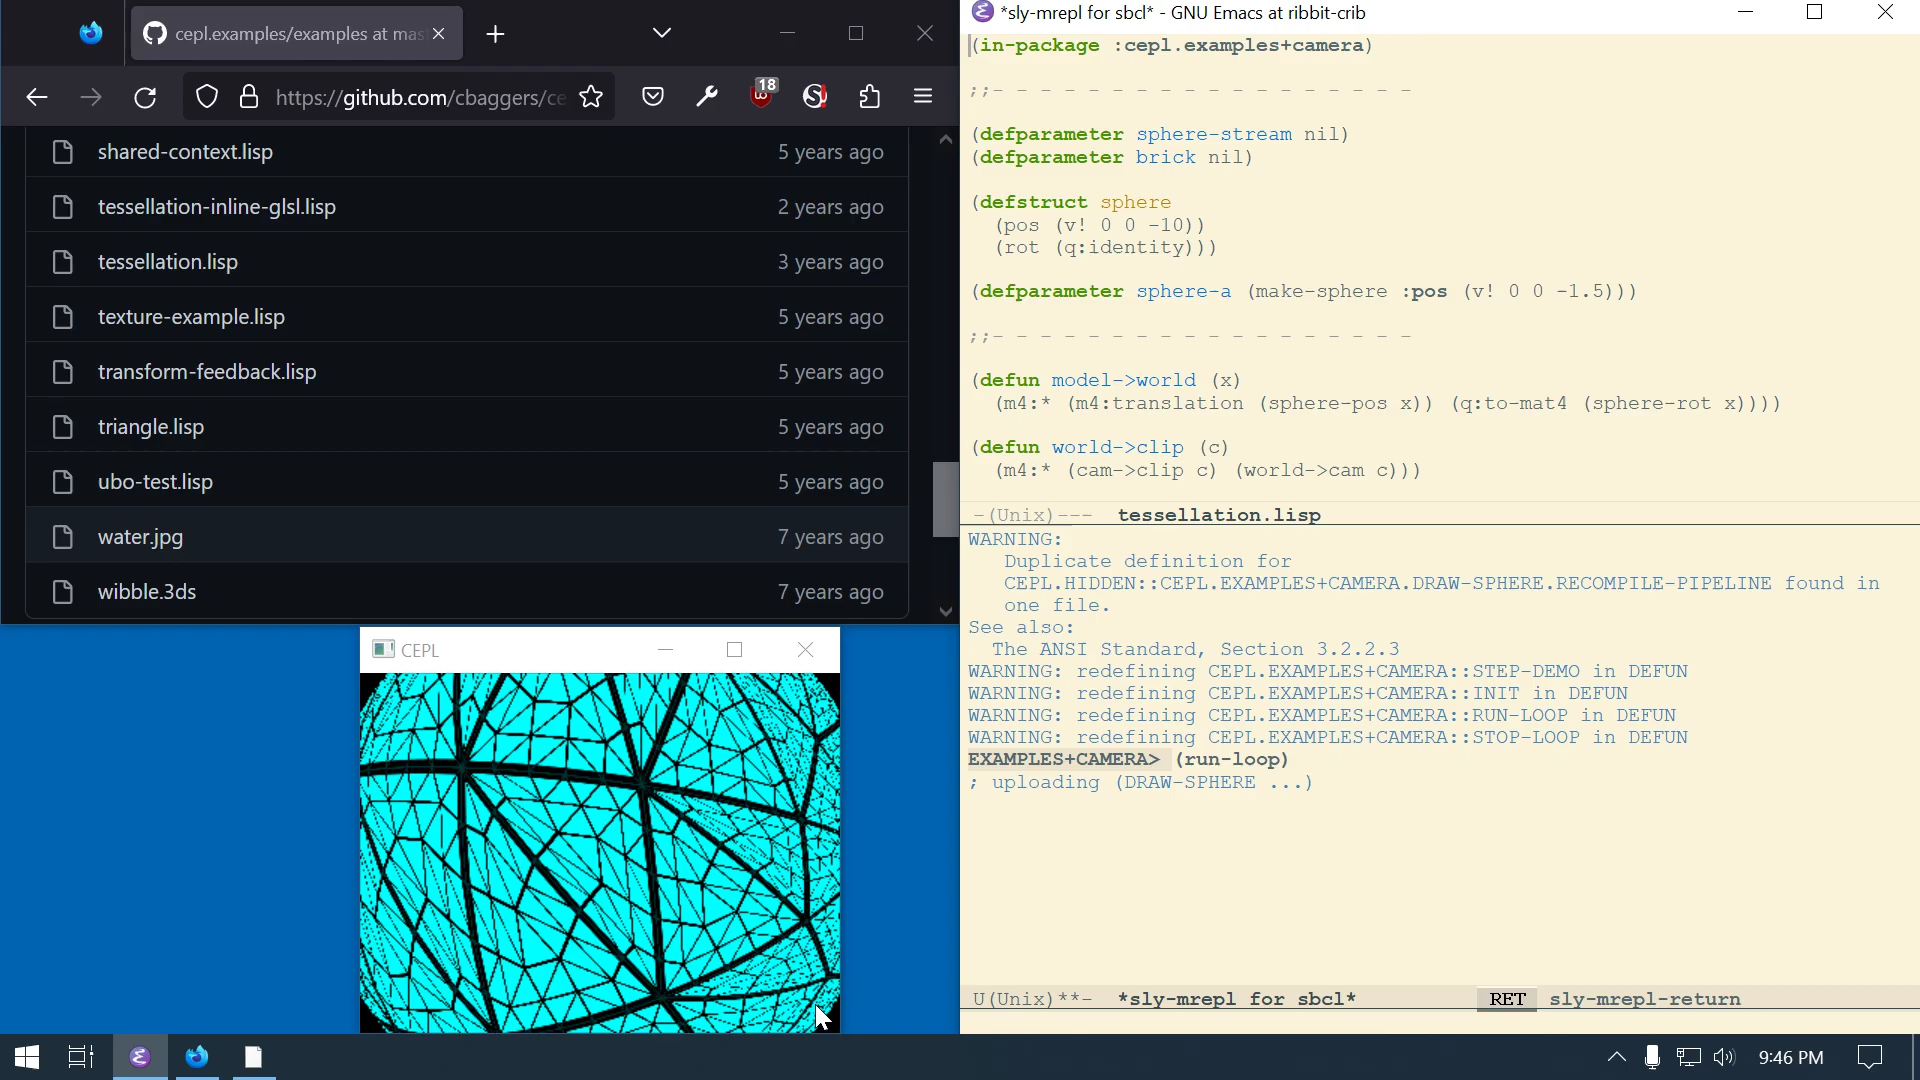 cepl.examples/examples at mas
https://github.com/cbaggers/ce
18
shared-context.lisp 5 years ago
tessellation-inline-glsl.lisp 2 years ago
tessellation.lisp 3 years ago
texture-example.lisp 5 years ago
transform-feedback.lisp 5 years ago
triangle.lisp 5 years ago
ubo-test.lisp 5 years ago
water.jpg 7 years ago
wibble.3ds 7 years ago
CEPL
*sly-mrepl for sbcl* - GNU Emacs at ribbit-crib
(in-package :cepl.examples+camera)
;;- - - - - - - - - - - - - - - - - -
(defparameter sphere-stream nil)
(defparameter brick nil)
(defstruct sphere
(pos (v! 0 0 -10))
(rot (q:identity)))
(defparameter sphere-a (make-sphere :pos (v! 0 0 -1.5)))
;;- - - - - - - - - - - - - - - - - -
(defun model->world (x)
(m4:* (m4:translation (sphere-pos x)) (q:to-mat4 (sphere-rot x))))
(defun world->clip (c)
(m4:* (cam->clip c) (world->cam c)))
-(Unix)--- tessellation.lisp
WARNING:
Duplicate definition for
CEPL.HIDDEN::CEPL.EXAMPLES+CAMERA.DRAW-SPHERE.RECOMPILE-PIPELINE found in
one file.
See also:
The ANSI Standard, Section 3.2.2.3
WARNING: redefining CEPL.EXAMPLES+CAMERA::STEP-DEMO in DEFUN
WARNING: redefining CEPL.EXAMPLES+CAMERA::INIT in DEFUN
WARNING: redefining CEPL.EXAMPLES+CAMERA::RUN-LOOP in DEFUN
WARNING: redefining CEPL.EXAMPLES+CAMERA::STOP-LOOP in DEFUN
EXAMPLES+CAMERA> (run-loop)
; uploading (DRAW-SPHERE ...)
U(Unix)**- *sly-mrepl for sbcl* RET sly-mrepl-return
9:46 PM